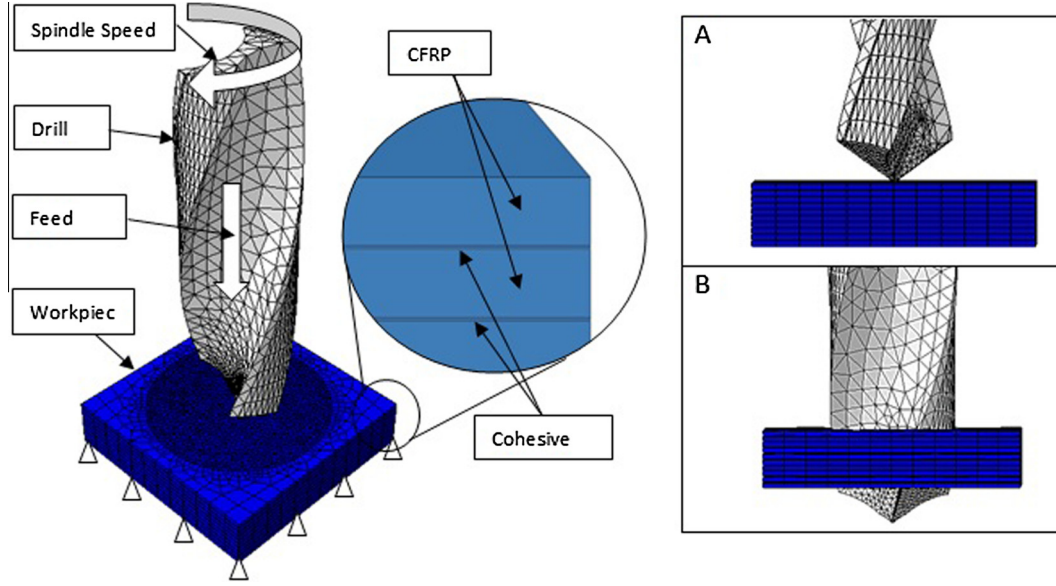 Spindle Speed
Drill
Feed
Workpiec
CFRP
Cohesive
A
B